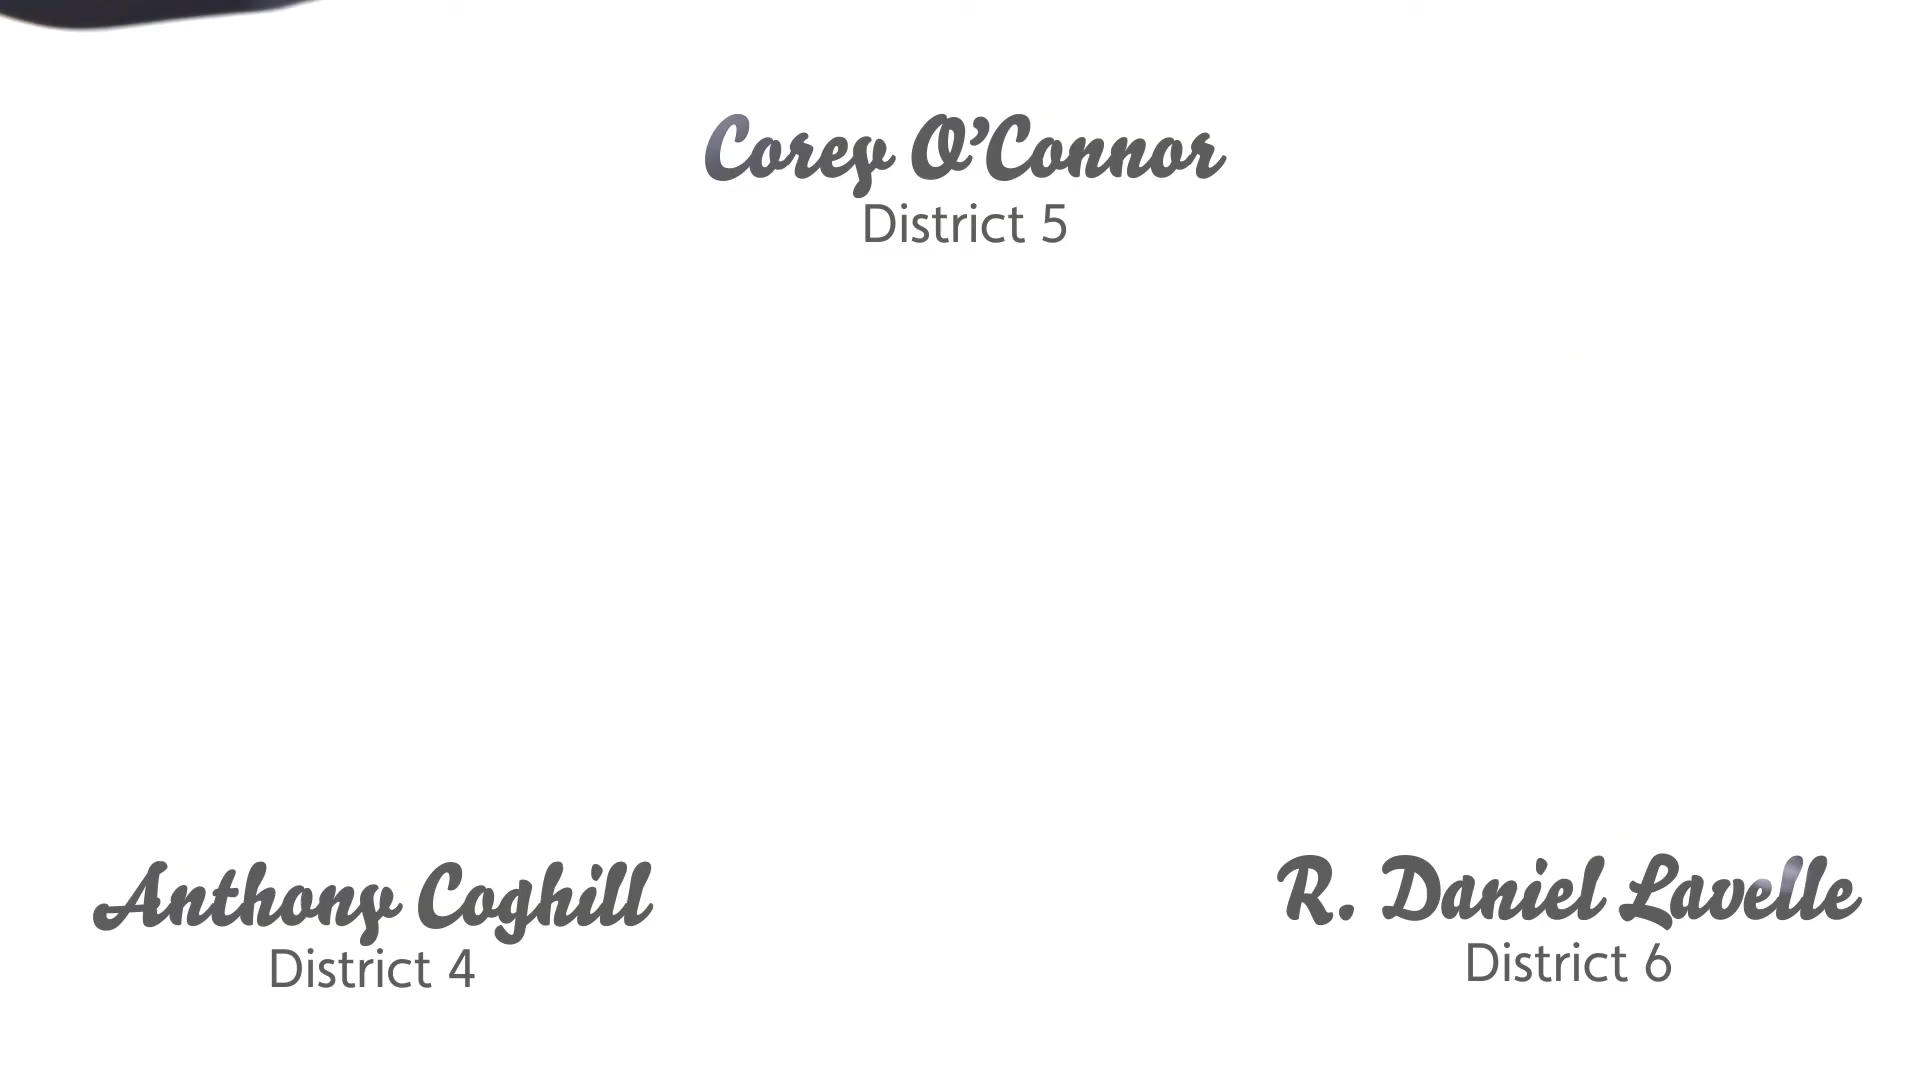 Corey O’Connor
District 5
Anthony Coghill
District 4
R. Daniel Lavelle
District 6